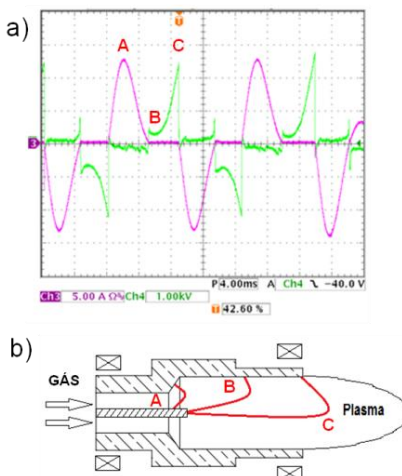 a)
A
C
B
3
P 4.00ms A Ch4 -40.0 V
Ch3 5.00 A Ω Ch4 1.00kV
42.60 %
b)
GÁS
A
B
C
Plasma